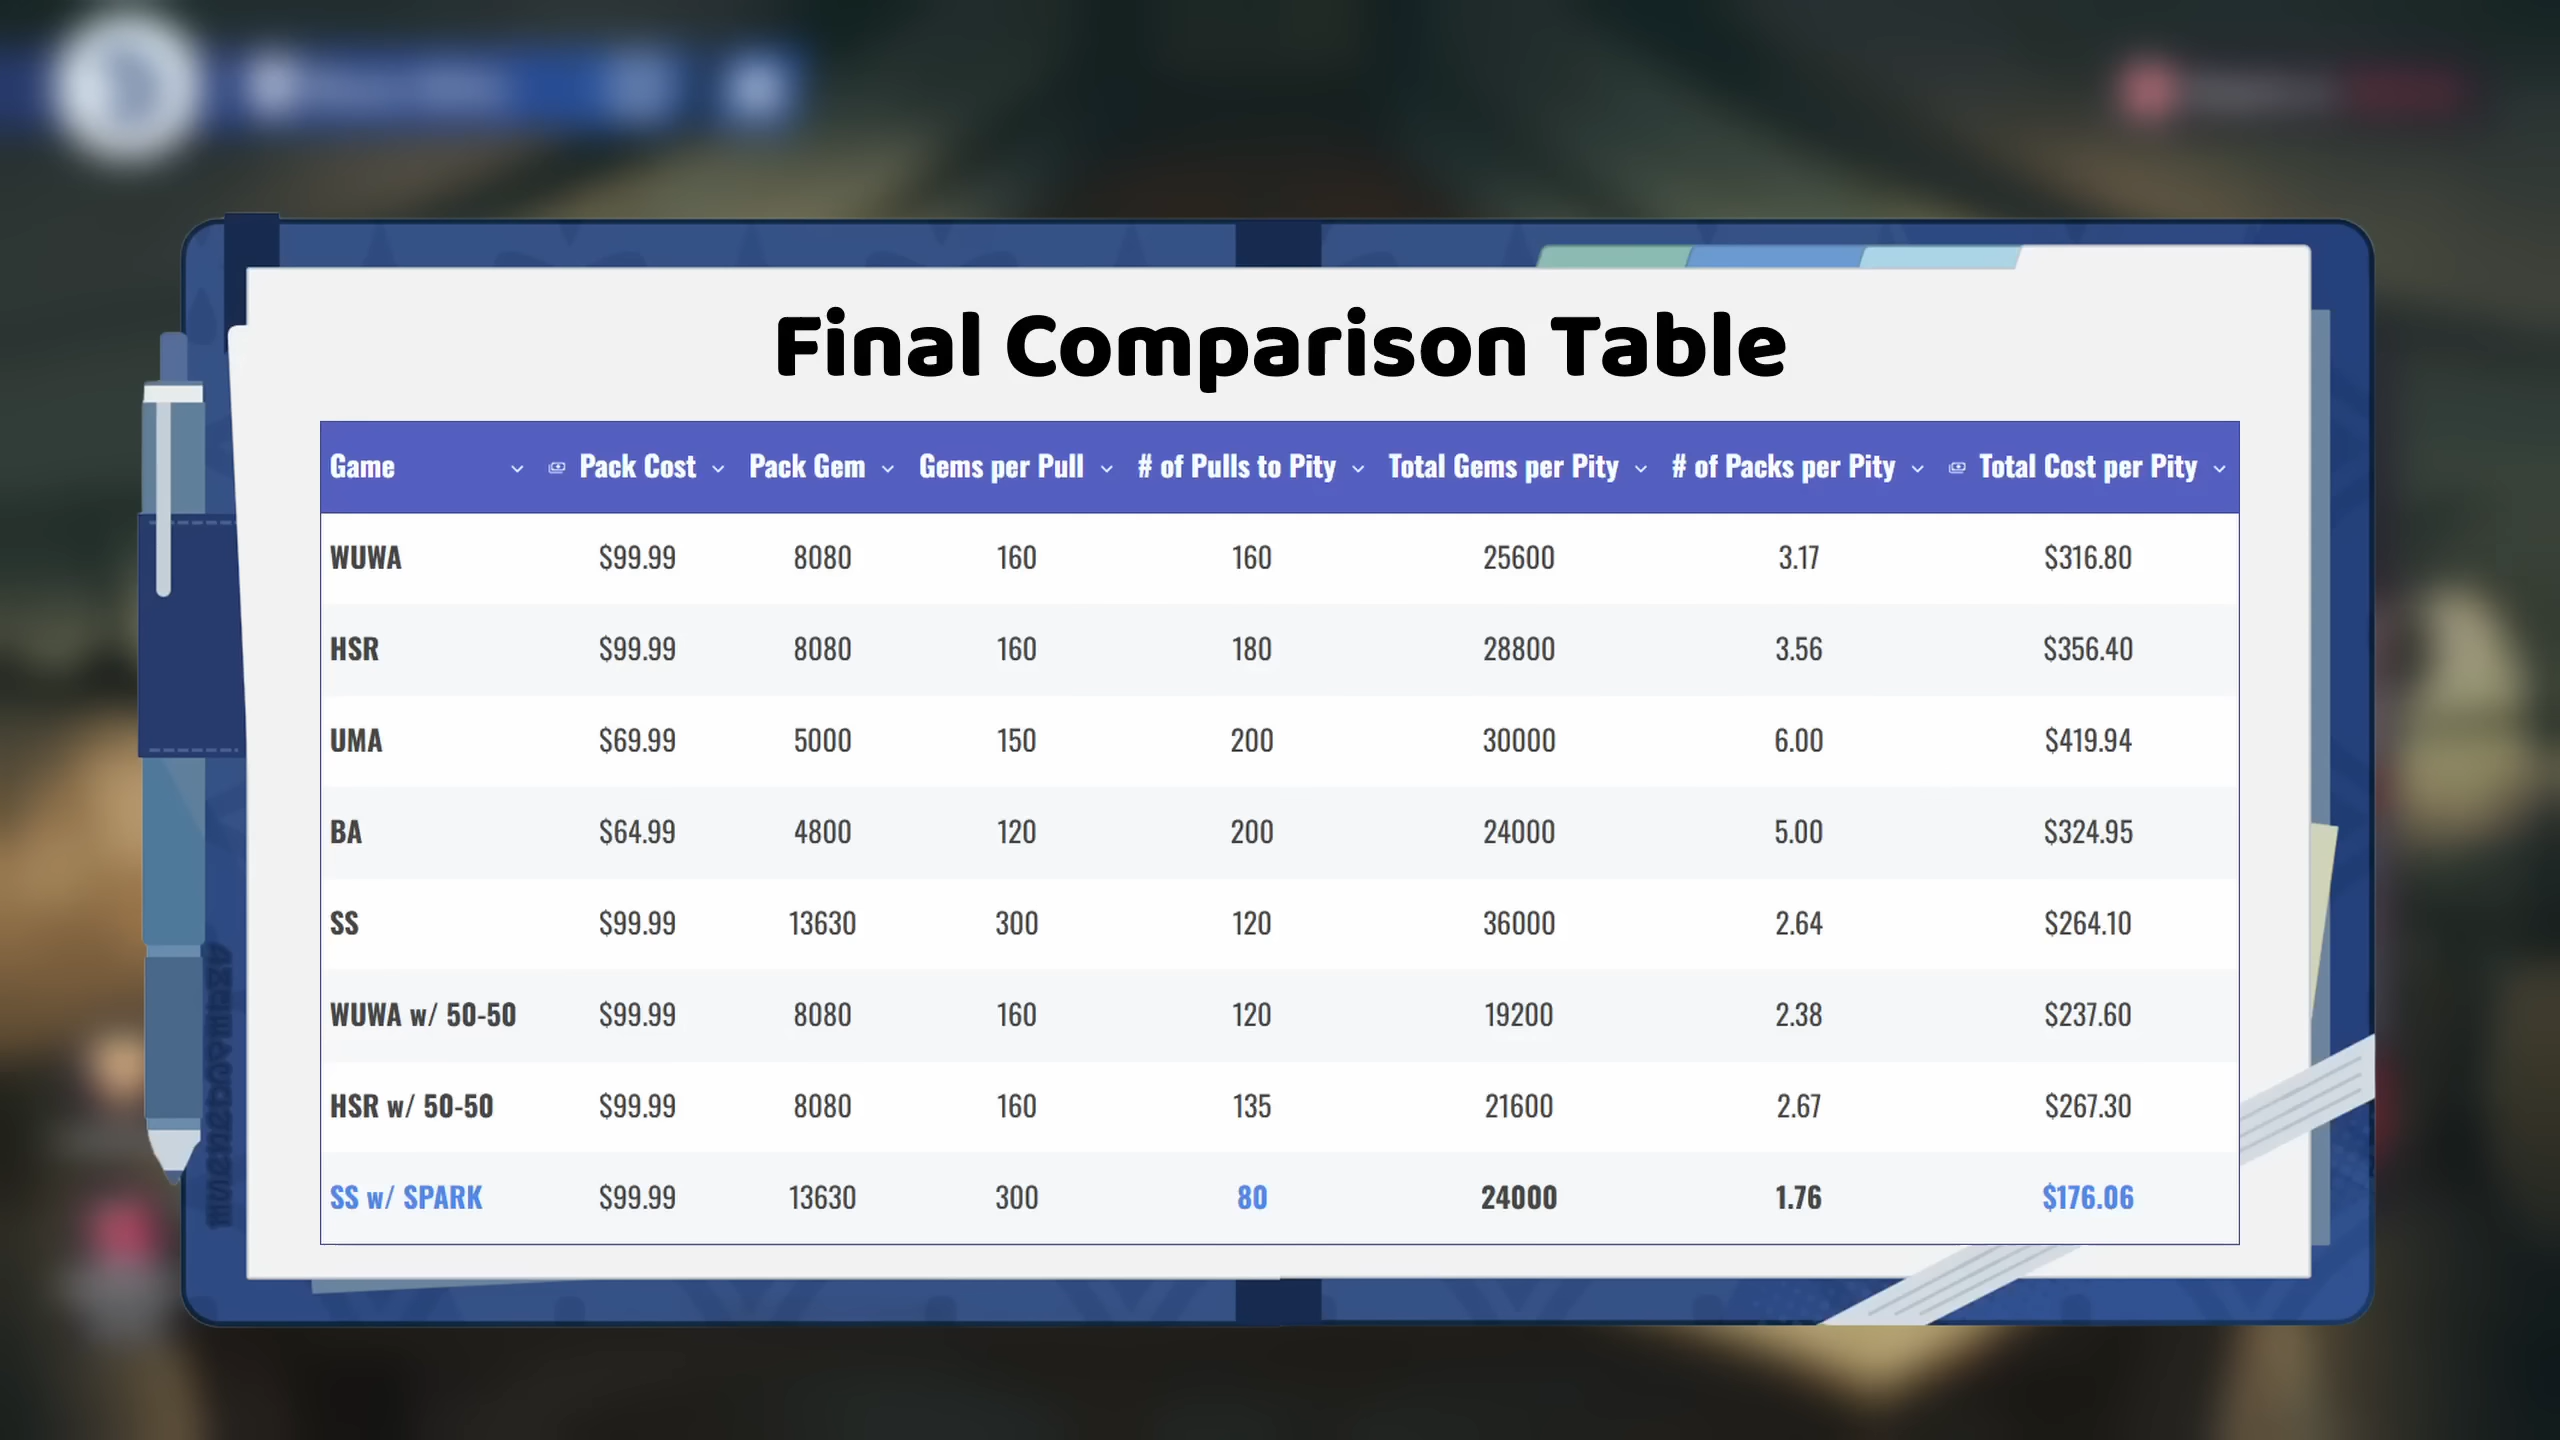 Final Comparison Table
Game Pack Cost Pack Gem Gems per Pull # of Pulls to Pity Total Gems per Pity # of Packs per Pity Total Cost per Pity
WUWA $99.99 8080 160 160 25600 3.17 $316.80
HSR $99.99 8080 160 180 28800 3.56 $356.40
UMA $69.99 5000 150 200 30000 6.00 $419.94
BA $64.99 4800 120 200 24000 5.00 $324.95
SS $99.99 13630 300 120 36000 2.64 $264.10
WUWA w/ 50-50 $99.99 8080 160 120 19200 2.38 $237.60
HSR w/ 50-50 $99.99 8080 160 135 21600 2.67 $267.30
SS w/ SPARK $99.99 13630 300 80 24000 1.76 $176.06